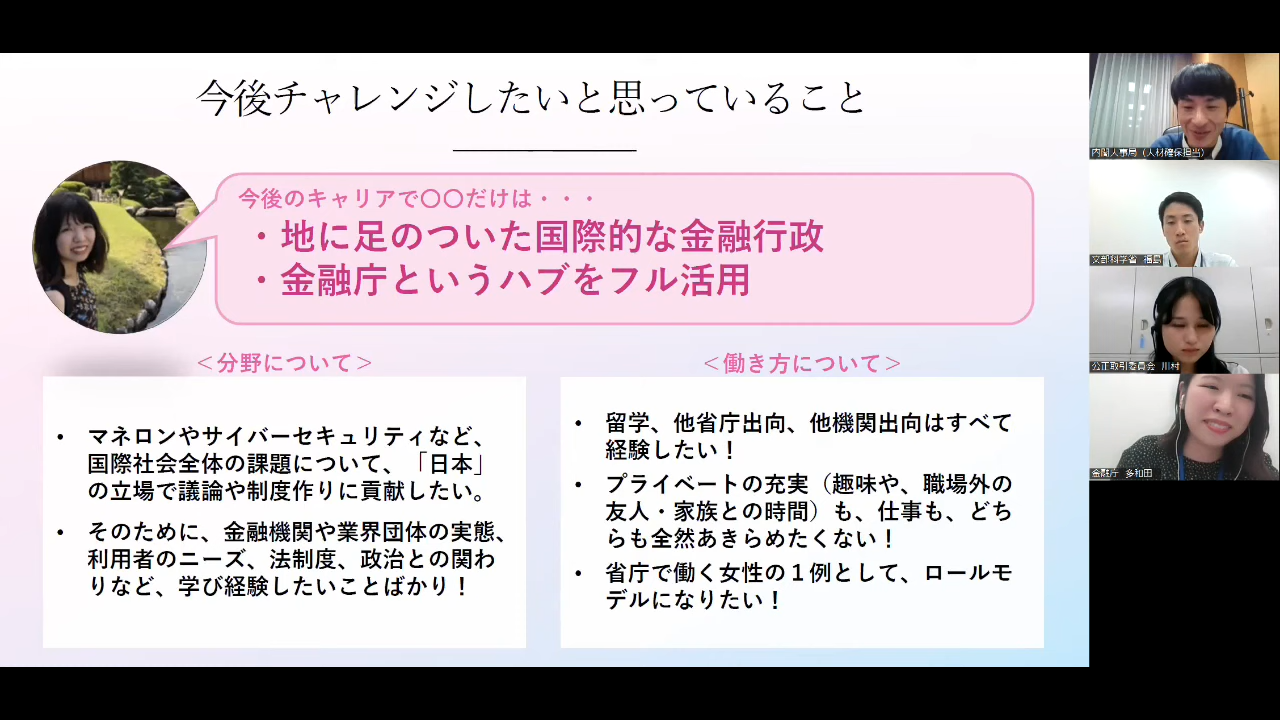 今後チャレンジしたいと思っていること
今後のキャリアで〇〇だけは・・・
・地に足のついた国際的な金融行政
・金融庁というハブをフル活用
＜分野について＞
• マネロンやサイバーセキュリティなど、
国際社会全体の課題について、「日本」
の立場で議論や制度作りに貢献したい。
• そのために、金融機関や業界団体の実態、
利用者のニーズ、法制度、政治との関わ
りなど、学び経験したいことばかり！
＜働き方について＞
• 留学、他省庁出向、他機関出向はすべて
経験したい！
• プライベートの充実（趣味や、職場外の
友人・家族との時間）も、仕事も、どち
らも全然あきらめたくない！
• 省庁で働く女性の１例として、ロールモ
デルになりたい！
内閣人事局（人材確保担当）
文部科学省 福島
公正取引委員会 川村
金融庁 多和田